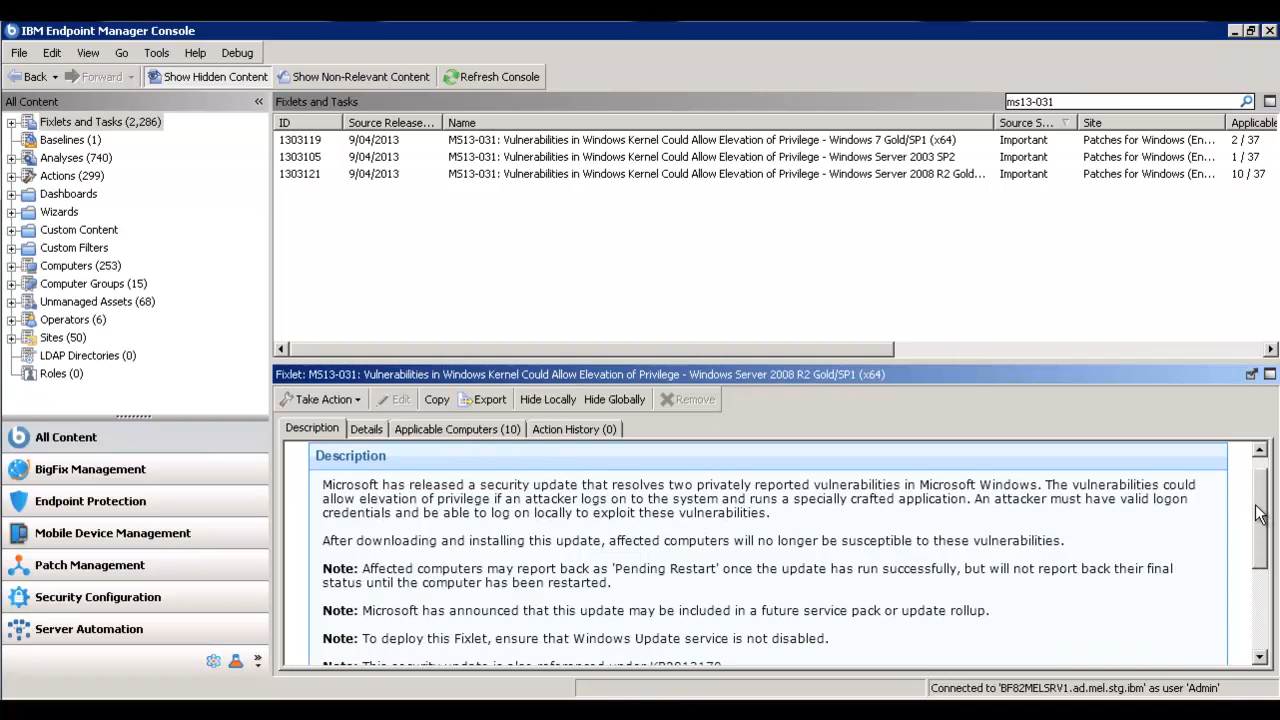 IBM Endpoint Manager Console
File Edit View Go Tools Help Debug
Back Forward Show Hidden Content Show Non-Relevant Content Refresh Console
All Content «
Fixlets and Tasks (2,286)
Baselines (1)
Analyses (740)
Actions (299)
Dashboards
Wizards
Custom Content
Custom Filters
Computers (253)
Computer Groups (15)
Unmanaged Assets (68)
Operators (6)
Sites (50)
LDAP Directories (0)
Roles (0)
All Content
BigFix Management
Endpoint Protection
Mobile Device Management
Patch Management
Security Configuration
Server Automation
»
Fixlets and Tasks ms13-031
ID Source Release... Name Source S... Site Applicable
1303119 9/04/2013 MS13-031: Vulnerabilities in Windows Kernel Could Allow Elevation of Privilege - Windows 7 Gold/SP1 (x64) Important Patches for Windows (En... 2 / 37
1303105 9/04/2013 MS13-031: Vulnerabilities in Windows Kernel Could Allow Elevation of Privilege - Windows Server 2003 SP2 Important Patches for Windows (En... 1 / 37
1303121 9/04/2013 MS13-031: Vulnerabilities in Windows Kernel Could Allow Elevation of Privilege - Windows Server 2008 R2 Gold... Important Patches for Windows (En... 10 / 37
Fixlet: MS13-031: Vulnerabilities in Windows Kernel Could Allow Elevation of Privilege - Windows Server 2008 R2 Gold/SP1 (x64)
Take Action Edit Copy Export Hide Locally Hide Globally Remove
Description Details Applicable Computers (10) Action History (0)
Description
Microsoft has released a security update that resolves two privately reported vulnerabilities in Microsoft Windows. The vulnerabilities could
allow elevation of privilege if an attacker logs on to the system and runs a specially crafted application. An attacker must have valid logon
credentials and be able to log on locally to exploit these vulnerabilities.
After downloading and installing this update, affected computers will no longer be susceptible to these vulnerabilities.
Note: Affected computers may report back as 'Pending Restart' once the update has run successfully, but will not report back their final
status until the computer has been restarted.
Note: Microsoft has announced that this update may be included in a future service pack or update rollup.
Note: To deploy this Fixlet, ensure that Windows Update service is not disabled.
Note: This security update is also referenced under KB2813170.
Connected to 'BF82MELSRV1.ad.mel.stg.ibm' as user 'Admin'